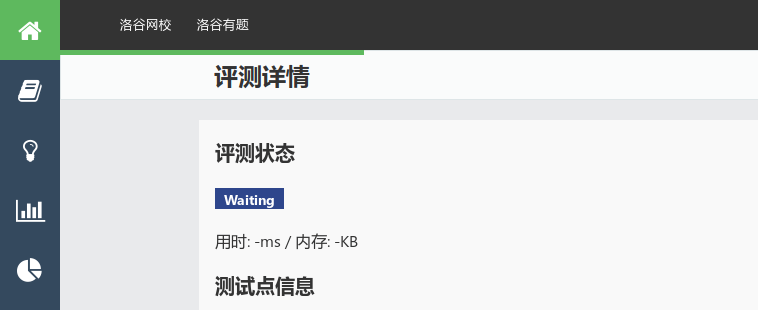 洛谷网校 洛谷有题
评测详情
评测状态
Waiting
用时: -ms / 内存: -KB
测试点信息